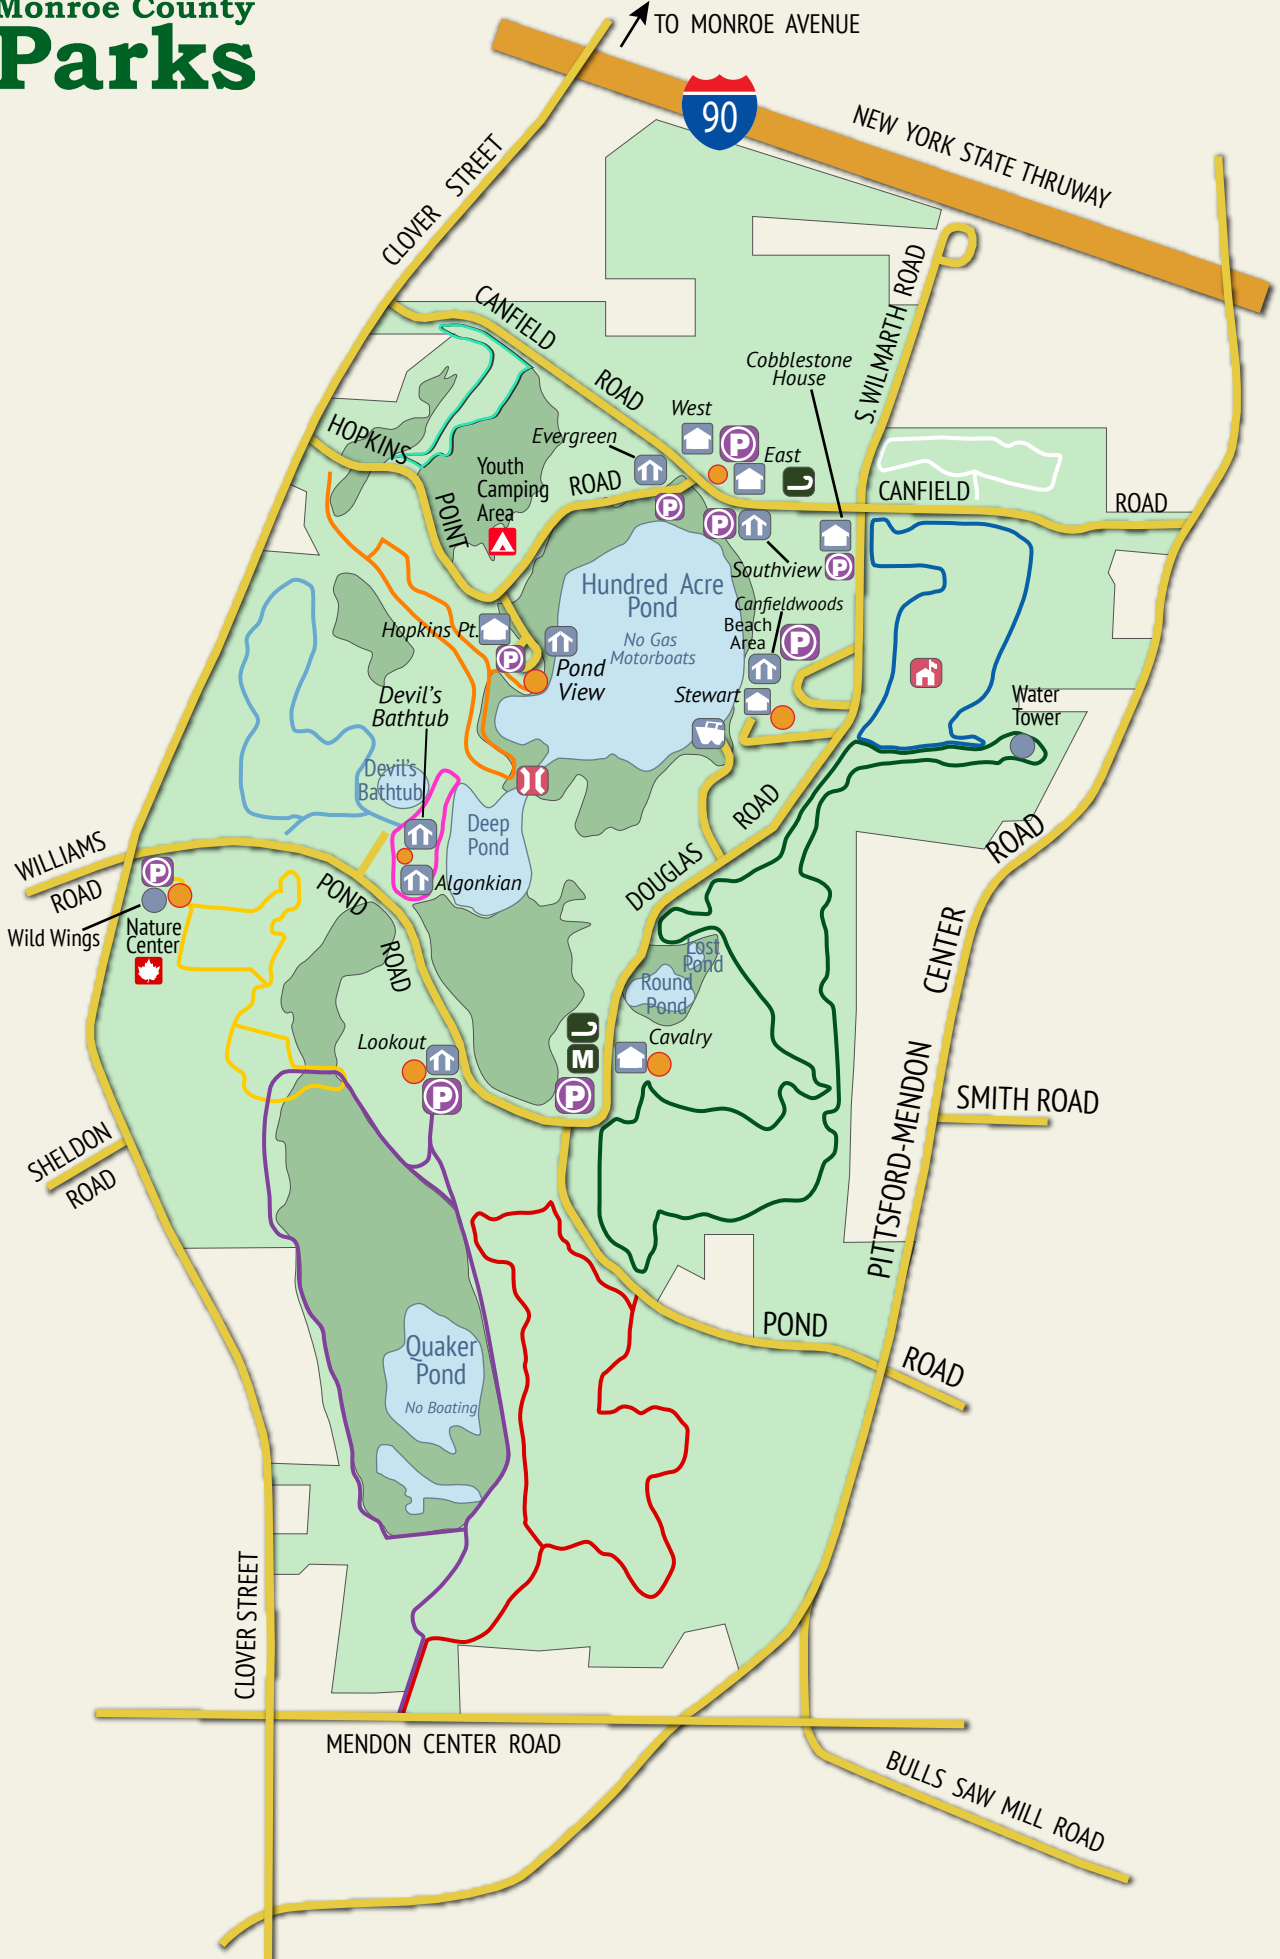 Monroe County
Parks
TO MONROE AVENUE
90
NEW YORK STATE THRUWAY
CLOVER STREET
CANFIELD
ROAD
S. WILMARTH ROAD
Cobblestone
House
West
P
East
Evergreen
HOPKINS
POINT
ROAD
Youth
Camping
Area
CANFIELD
ROAD
P
P
Southview
P
Hundred Acre
Pond
No Gas
Motorboats
Canfieldwoods
Beach
Area
P
Hopkins Pt.
P
Pond
View
Stewart
Water
Tower
Devil's
Bathtub
Devil's
Bathtub
Deep
Pond
Algonkian
DOUGLAS
ROAD
WILLIAMS
ROAD
P
Wild Wings
Nature
Center
POND
ROAD
Lost
Pond
Round
Pond
Lookout
P
M
P
Cavalry
PITTSFORD-MENDON
CENTER
ROAD
SMITH ROAD
SHELDON
ROAD
POND
ROAD
Quaker
Pond
No Boating
CLOVER STREET
MENDON CENTER ROAD
BULLS SAW MILL ROAD